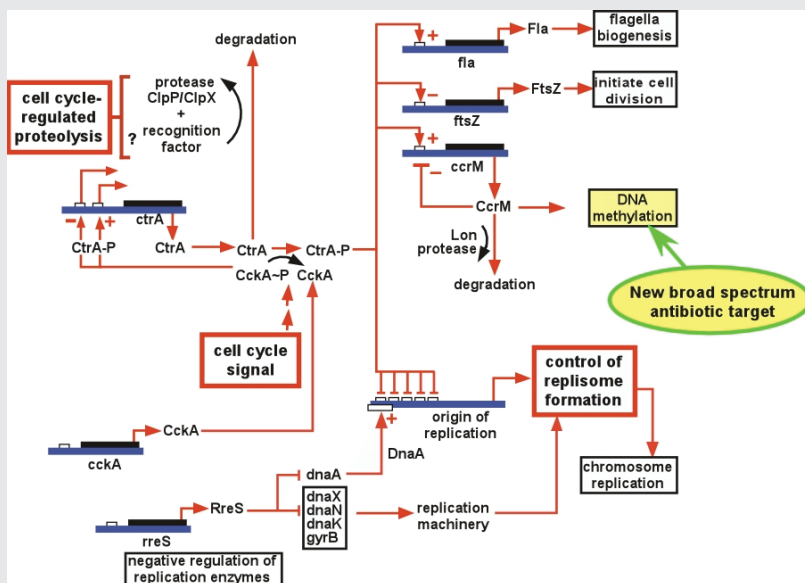 degradation
cell cycle-
regulated
proteolysis
?
protease
ClpP/ClpX
+
recognition
factor
-
+
ctrA
CtrA-P
CtrA
CtrA
CtrA-P
CckA~P
CckA
cell cycle
signal
CckA
cckA
+
fla
Fla
flagella
biogenesis
-
ftsZ
FtsZ
initiate cell
division
+
-
ccrM
CcrM
Lon
protease
degradation
DNA
methylation
New broad spectrum
antibiotic target
+
origin of
replication
DnaA
control of
replisome
formation
chromosome
replication
RreS
rreS
dnaA
dnaX
dnaN
dnaK
gyrB
replication
machinery
negative regulation of
replication enzymes